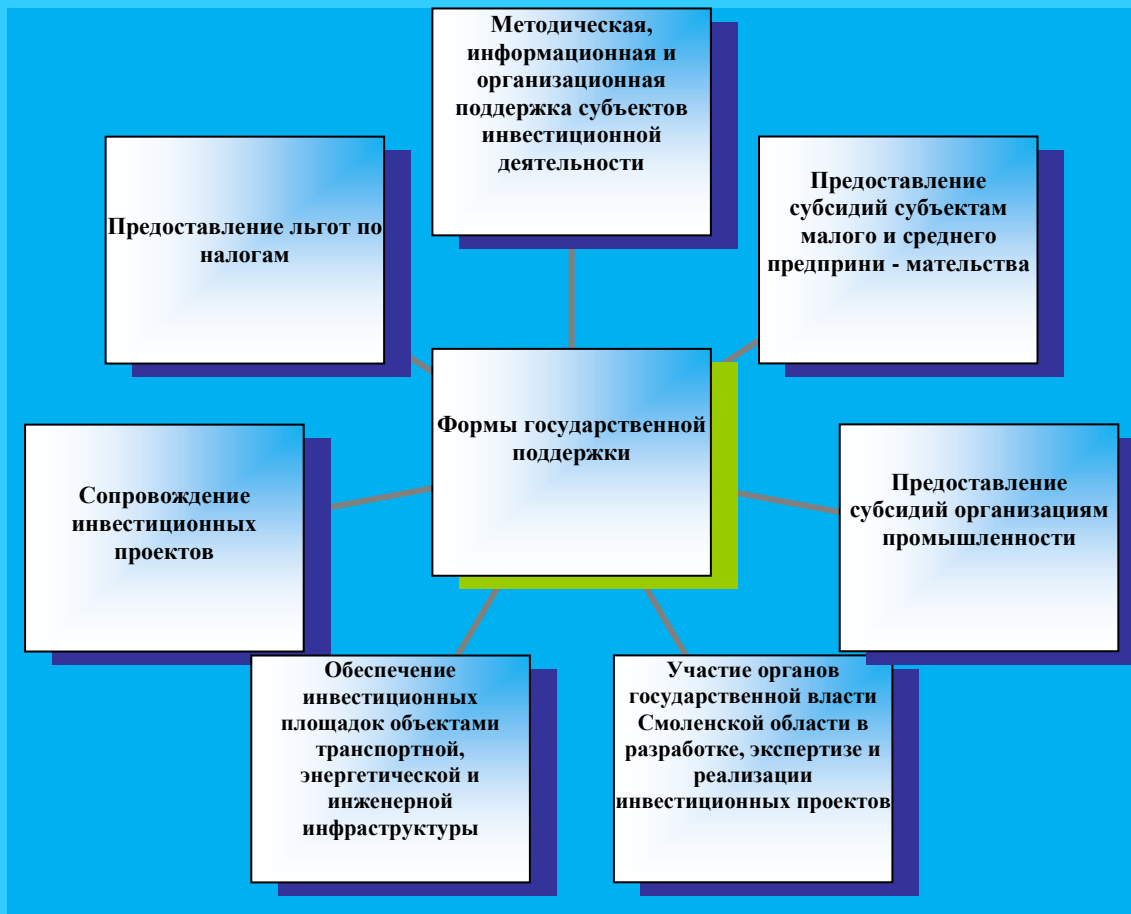 Методическая,
информационная и
организационная
поддержка субъектов
инвестиционной
деятельности
Предоставление льгот по
налогам
Предоставление
субсидий субъектам
малого и среднего
предприни - мательства
Формы государственной
поддержки
Сопровождение
инвестиционных
проектов
Предоставление
субсидий организациям
промышленности
Обеспечение
инвестиционных
площадок объектами
транспортной,
энергетической и
инженерной
инфраструктуры
Участие органов
государственной власти
Смоленской области в
разработке, экспертизе и
реализации
инвестиционных проектов